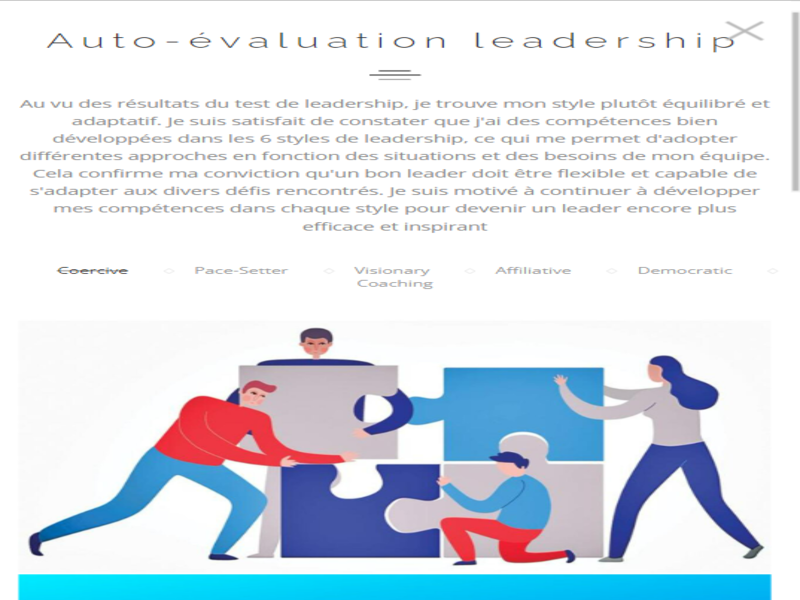 Auto-évaluation leadership
Au vu des résultats du test de leadership, je trouve mon style plutôt équilibré et
adaptatif. Je suis satisfait de constater que j'ai des compétences bien
développées dans les 6 styles de leadership, ce qui me permet d'adopter
différentes approches en fonction des situations et des besoins de mon équipe.
Cela confirme ma conviction qu'un bon leader doit être flexible et capable de
s'adapter aux divers défis rencontrés. Je suis motivé à continuer à développer
mes compétences dans chaque style pour devenir un leader encore plus
efficace et inspirant
Coercive Pace-Setter Visionary Affiliative Democratic
Coaching